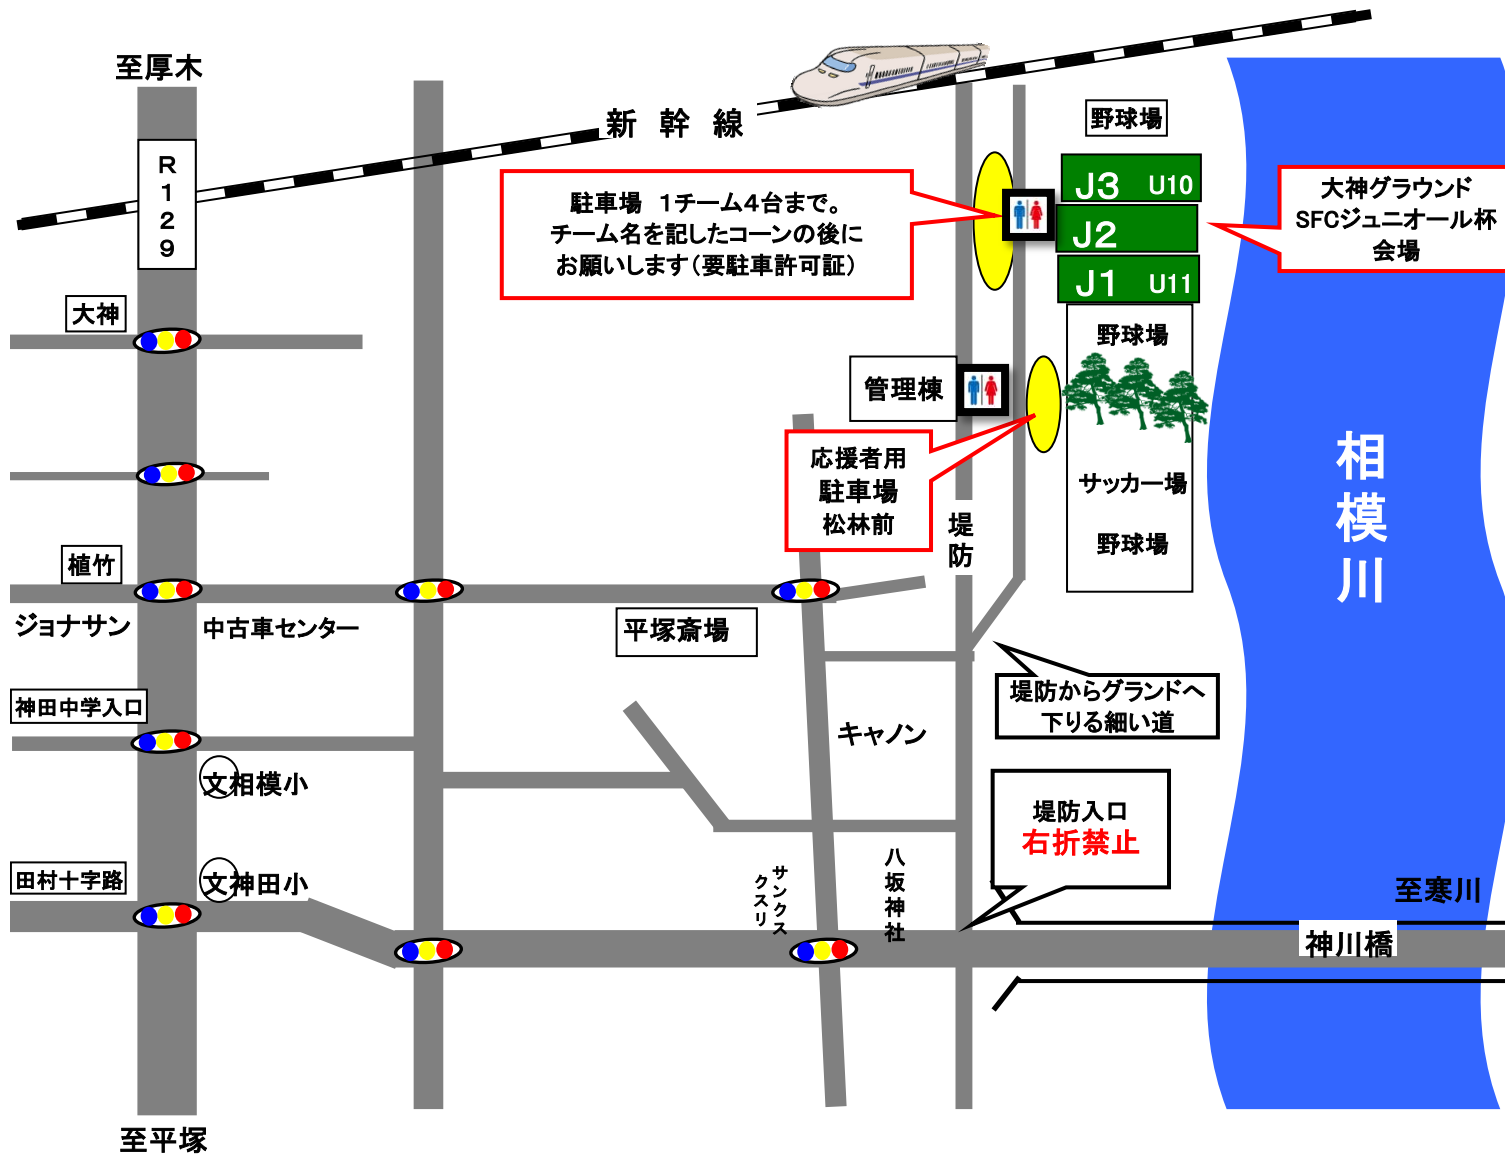 至厚木
R129
新幹線
野球場
J3 U10
J2
J1 U11
大神グラウンド
SFCジュニオール杯
会場
駐車場 1チーム4台まで。
チーム名を記したコーンの後に
お願いします(要駐車許可証)
大神
野球場
管理棟
応援者用
駐車場
松林前
サッカー場
野球場
堤防
相模川
植竹
ジョナサン
中古車センター
平塚斎場
堤防からグランドへ
下りる細い道
神田中学入口
キャノン
文相模小
堤防入口
右折禁止
田村十字路
文神田小
サンクス
クスリ
八坂神社
至寒川
神川橋
至平塚